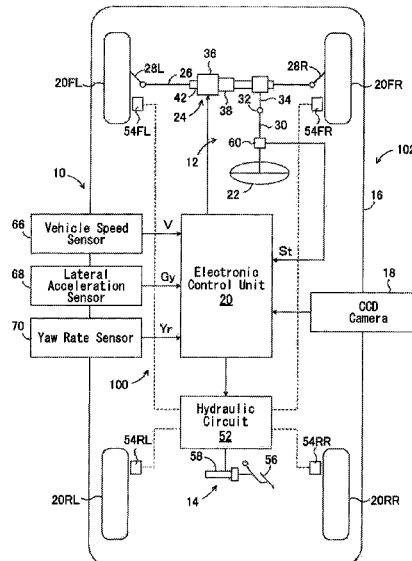 36
28L
26
28R
20FL
20FR
42
24
38
32
34
54FL
30
54FR
12
60
102
10
22
16
66
Vehicle Speed
Sensor
V
St
18
68
Lateral
Acceleration
Sensor
Gy
Electronic
Control Unit
20
CCD
Camera
70
Yaw Rate Sensor
Yr
100
Hydraulic
Circuit
52
54RL
58
56
54RR
20RL
14
20RR